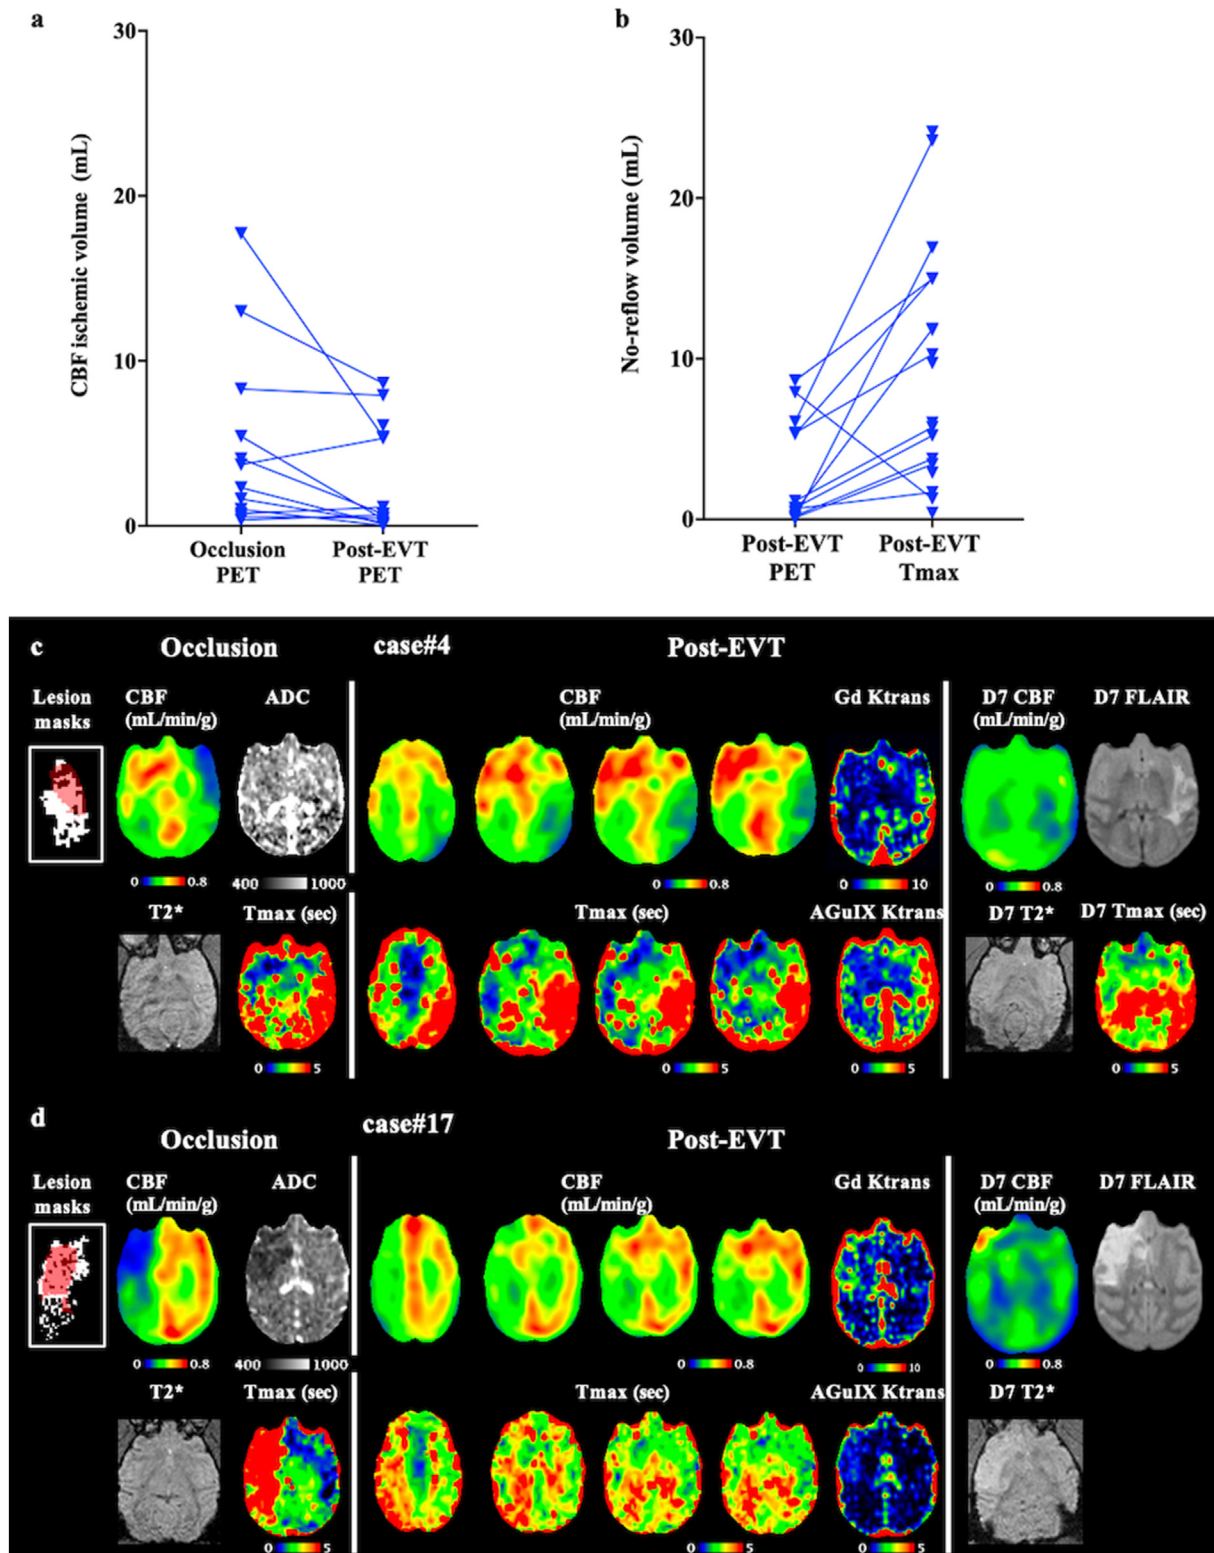 a
b
30
20
10
0
CBF ischemic volume (mL)
Occlusion
PET
Post-EVT
PET
30
20
10
0
No-reflow volume (mL)
Post-EVT
PET
Post-EVT
Tmax
c
Occlusion
case#4
Post-EVT
Lesion
masks
CBF
(mL/min/g)
ADC
CBF
(mL/min/g)
Gd Ktrans
D7 CBF
(mL/min/g)
D7 FLAIR
0 0.8
400 1000
0 0.8
0 10
0 0.8
T2*
Tmax (sec)
Tmax (sec)
AGuIX Ktrans
D7 T2*
D7 Tmax (sec)
0 5
0 5
0 5
0 5
d
Occlusion
case#17
Post-EVT
Lesion
masks
CBF
(mL/min/g)
ADC
CBF
(mL/min/g)
Gd Ktrans
D7 CBF
(mL/min/g)
D7 FLAIR
0 0.8
400 1000
0 0.8
0 10
0 0.8
T2*
Tmax (sec)
Tmax (sec)
AGuIX Ktrans
D7 T2*
0 5
0 5
0 5